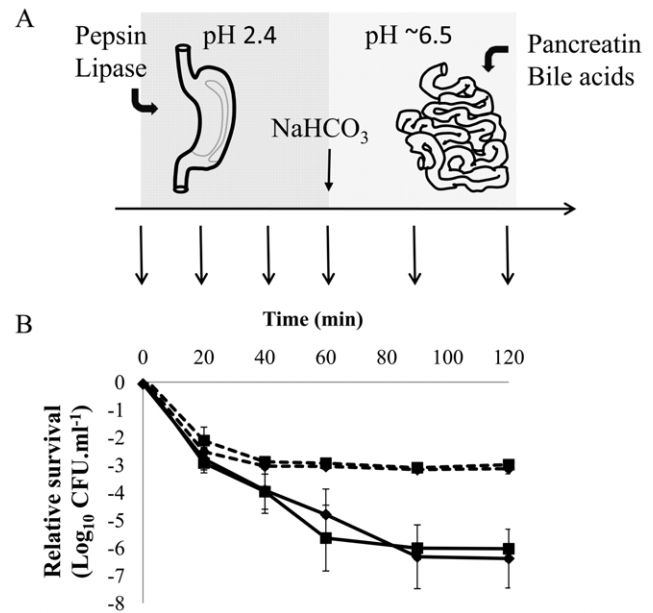 A
Pepsin
Lipase
pH 2.4
pH ~6.5
NaHCO₃
Pancreatin
Bile acids
B
Time (min)
0 20 40 60 80 100 120
Relative survival
(Log₁₀ CFU.ml⁻¹)
0
-1
-2
-3
-4
-5
-6
-7
-8